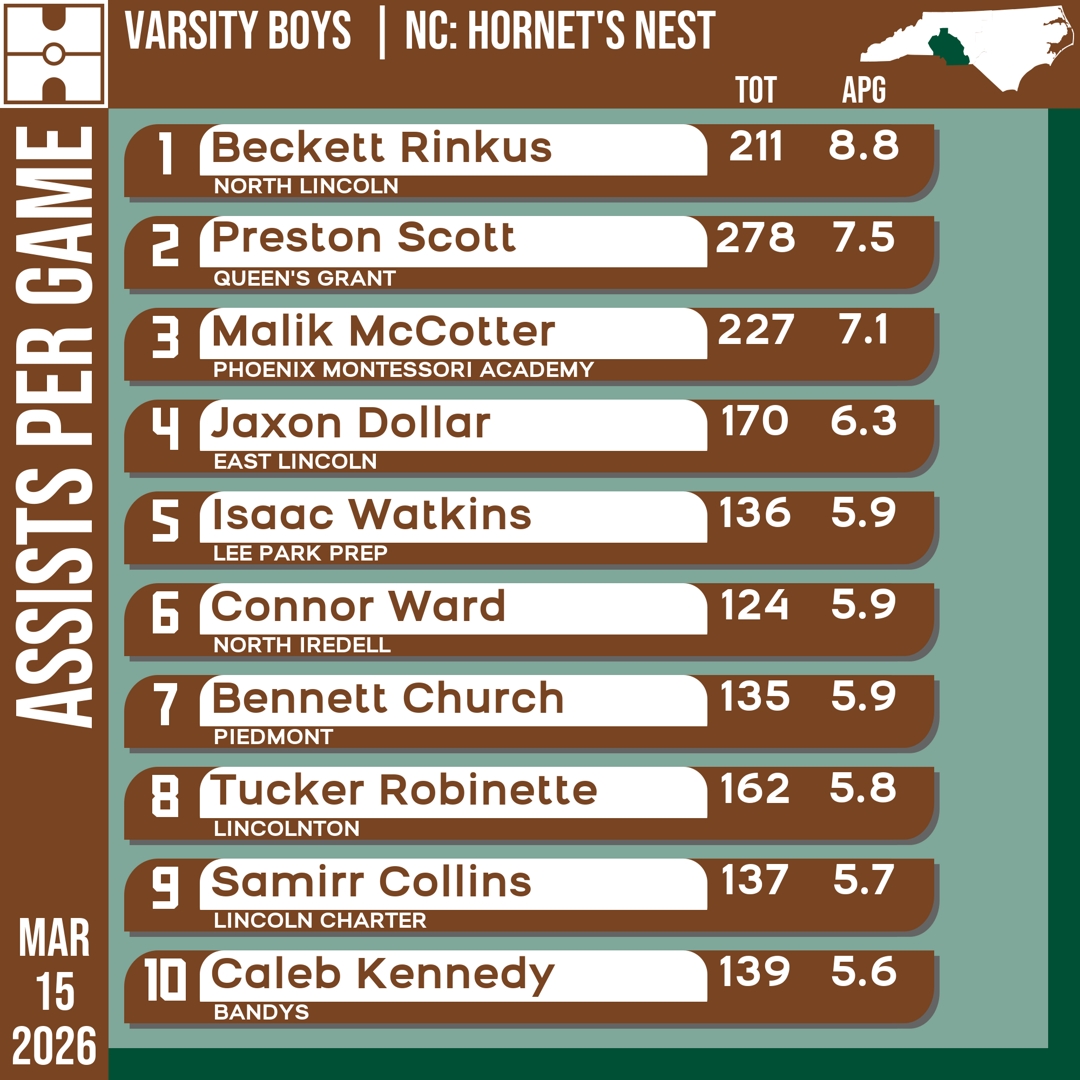 VARSITY BOYS | NC: HORNET'S NEST
TOT APG
ASSISTS PER GAME
1 Beckett Rinkus 211 8.8
NORTH LINCOLN
2 Preston Scott 278 7.5
QUEEN'S GRANT
3 Malik McCotter 227 7.1
PHOENIX MONTESSORI ACADEMY
4 Jaxon Dollar 170 6.3
EAST LINCOLN
5 Isaac Watkins 136 5.9
LEE PARK PREP
6 Connor Ward 124 5.9
NORTH IREDELL
7 Bennett Church 135 5.9
PIEDMONT
8 Tucker Robinette 162 5.8
LINCOLNTON
9 Samirr Collins 137 5.7
LINCOLN CHARTER
10 Caleb Kennedy 139 5.6
BANDYS
MAR
15
2026